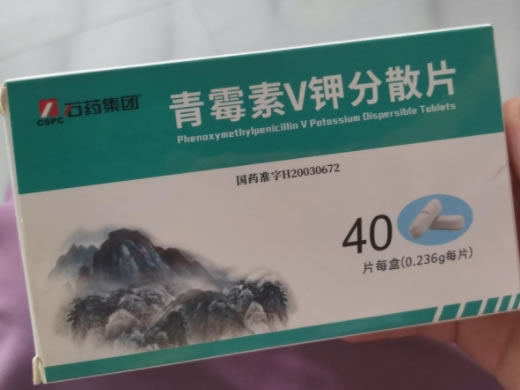 石药集团
CSPC
青霉素V钾分散片
Phenoxymethylpenicillin V Potassium Dispersible Tablets
国药准字H20030672
40
片每盒(0.236g每片)